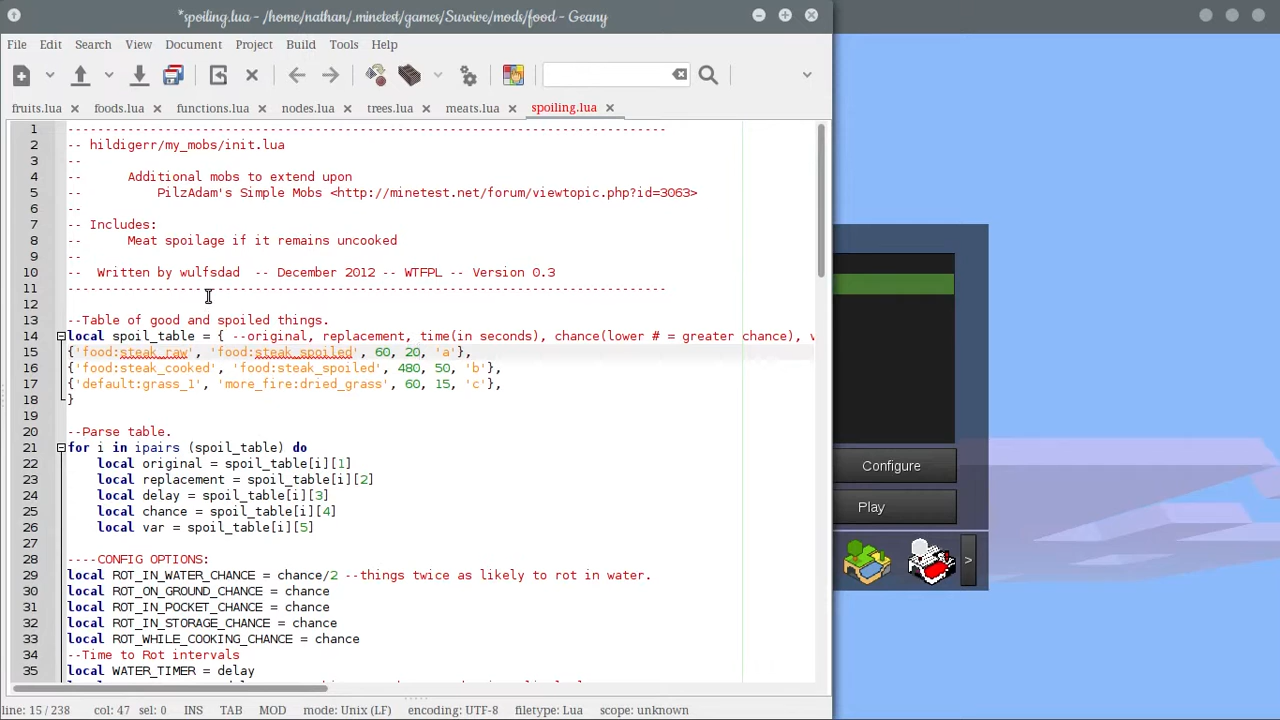 *spoiling.lua - /home/nathan/.minetest/games/Survive/mods/food - Geany
File Edit Search View Document Project Build Tools Help
fruits.lua foods.lua functions.lua nodes.lua trees.lua meats.lua spoiling.lua
1 --------------------------------------------------------------------------------
2 -- hildigerr/my_mobs/init.lua
3 --
4 -- Additional mobs to extend upon
5 -- PilzAdam's Simple Mobs <http://minetest.net/forum/viewtopic.php?id=3063>
6 --
7 -- Includes:
8 -- Meat spoilage if it remains uncooked
9 --
10 -- Written by wulfsdad -- December 2012 -- WTFPL -- Version 0.3
11 --------------------------------------------------------------------------------
12
13 --Table of good and spoiled things.
14 local spoil_table = { --original, replacement, time(in seconds), chance(lower # = greater chance), v
15 {'food:steak_raw', 'food:steak_spoiled', 60, 20, 'a'},
16 {'food:steak_cooked', 'food:steak_spoiled', 480, 50, 'b'},
17 {'default:grass_1', 'more_fire:dried_grass', 60, 15, 'c'},
18 }
19
20 --Parse table.
21 for i in ipairs (spoil_table) do
22 local original = spoil_table[i][1]
23 local replacement = spoil_table[i][2]
24 local delay = spoil_table[i][3]
25 local chance = spoil_table[i][4]
26 local var = spoil_table[i][5]
27
28 ----CONFIG OPTIONS:
29 local ROT_IN_WATER_CHANCE = chance/2 --things twice as likely to rot in water.
30 local ROT_ON_GROUND_CHANCE = chance
31 local ROT_IN_POCKET_CHANCE = chance
32 local ROT_IN_STORAGE_CHANCE = chance
33 local ROT_WHILE_COOKING_CHANCE = chance
34 --Time to Rot intervals
35 local WATER_TIMER = delay
Configure
Play
>
line: 15 / 238 col: 47 sel: 0 INS TAB MOD mode: Unix (LF) encoding: UTF-8 filetype: Lua scope: unknown